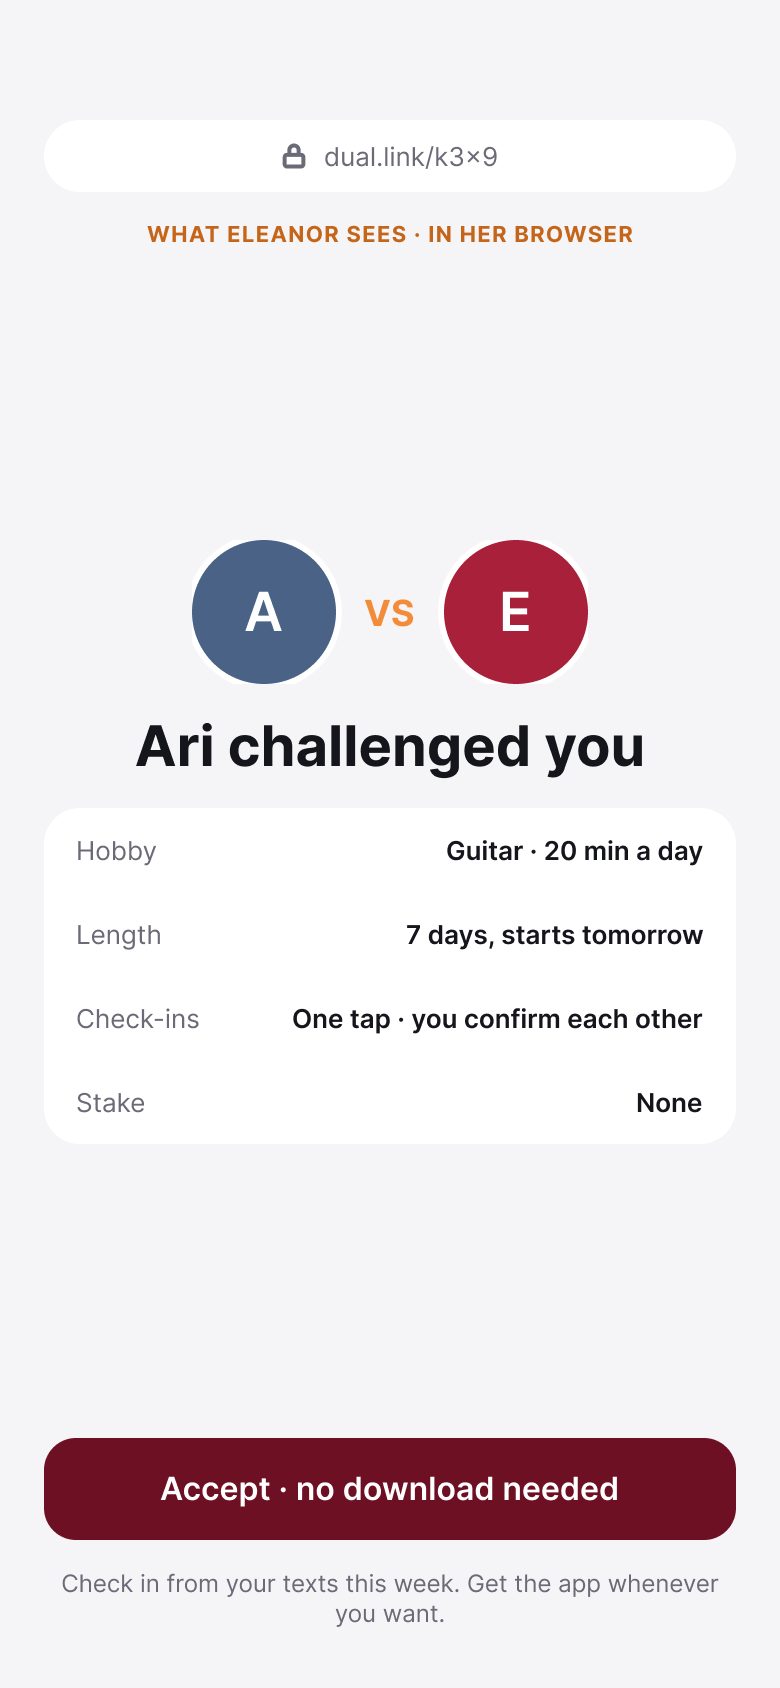 dual.link/k3×9
WHAT ELEANOR SEES · IN HER BROWSER
A VS E
Ari challenged you
Hobby Guitar · 20 min a day
Length 7 days, starts tomorrow
Check-ins One tap · you confirm each other
Stake None
Accept · no download needed
Check in from your texts this week. Get the app whenever
you want.